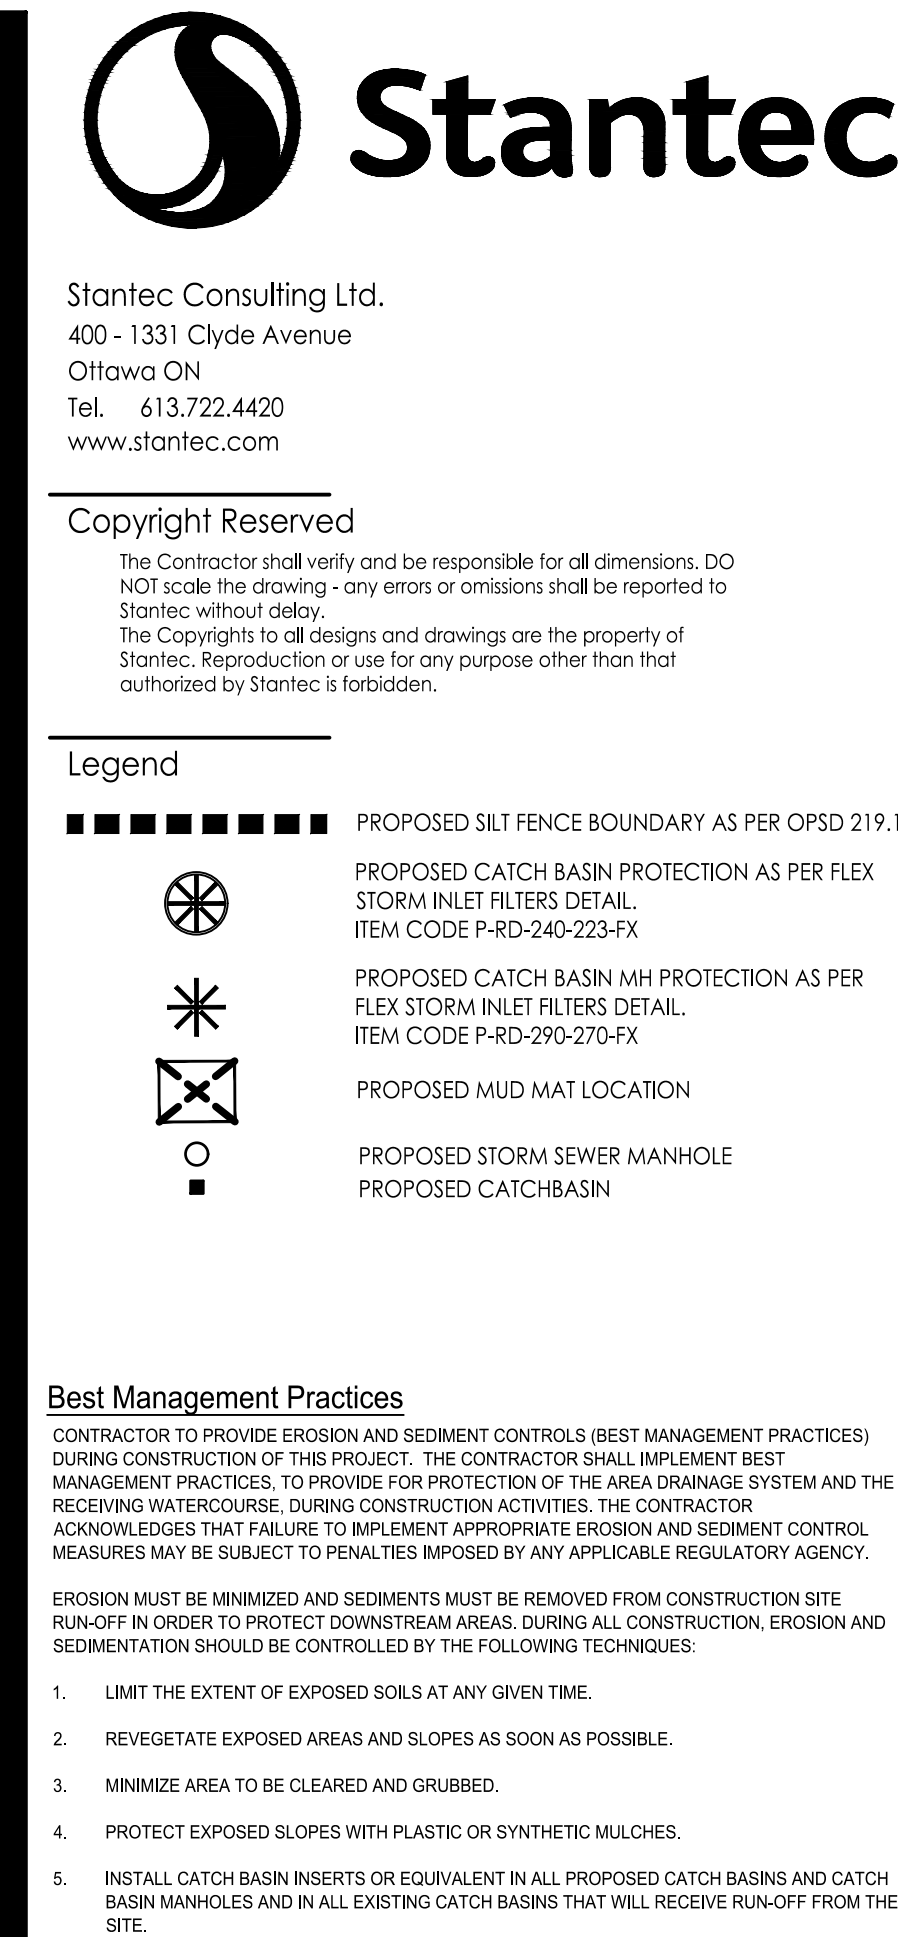 Stantec
Stantec Consulting Ltd.
400 - 1331 Clyde Avenue
Ottawa ON
Tel. 613.722.4420
www.stantec.com
Copyright Reserved
The Contractor shall verify and be responsible for all dimensions. DO
NOT scale the drawing - any errors or omissions shall be reported to
Stantec without delay.
The Copyrights to all designs and drawings are the property of
Stantec. Reproduction or use for any purpose other than that
authorized by Stantec is forbidden.
Legend
PROPOSED SILT FENCE BOUNDARY AS PER OPSD 219.1
PROPOSED CATCH BASIN PROTECTION AS PER FLEX
STORM INLET FILTERS DETAIL.
ITEM CODE P-RD-240-223-FX
PROPOSED CATCH BASIN MH PROTECTION AS PER
FLEX STORM INLET FILTERS DETAIL.
ITEM CODE P-RD-290-270-FX
PROPOSED MUD MAT LOCATION
PROPOSED STORM SEWER MANHOLE
PROPOSED CATCHBASIN
Best Management Practices
CONTRACTOR TO PROVIDE EROSION AND SEDIMENT CONTROLS (BEST MANAGEMENT PRACTICES)
DURING CONSTRUCTION OF THIS PROJECT. THE CONTRACTOR SHALL IMPLEMENT BEST
MANAGEMENT PRACTICES, TO PROVIDE FOR PROTECTION OF THE AREA DRAINAGE SYSTEM AND THE
RECEIVING WATERCOURSE, DURING CONSTRUCTION ACTIVITIES. THE CONTRACTOR
ACKNOWLEDGES THAT FAILURE TO IMPLEMENT APPROPRIATE EROSION AND SEDIMENT CONTROL
MEASURES MAY BE SUBJECT TO PENALTIES IMPOSED BY ANY APPLICABLE REGULATORY AGENCY.
EROSION MUST BE MINIMIZED AND SEDIMENTS MUST BE REMOVED FROM CONSTRUCTION SITE
RUN-OFF IN ORDER TO PROTECT DOWNSTREAM AREAS. DURING ALL CONSTRUCTION, EROSION AND
SEDIMENTATION SHOULD BE CONTROLLED BY THE FOLLOWING TECHNIQUES:
1. LIMIT THE EXTENT OF EXPOSED SOILS AT ANY GIVEN TIME.
2. REVEGETATE EXPOSED AREAS AND SLOPES AS SOON AS POSSIBLE.
3. MINIMIZE AREA TO BE CLEARED AND GRUBBED.
4. PROTECT EXPOSED SLOPES WITH PLASTIC OR SYNTHETIC MULCHES.
5. INSTALL CATCH BASIN INSERTS OR EQUIVALENT IN ALL PROPOSED CATCH BASINS AND CATCH
BASIN MANHOLES AND IN ALL EXISTING CATCH BASINS THAT WILL RECEIVE RUN-OFF FROM THE
SITE.